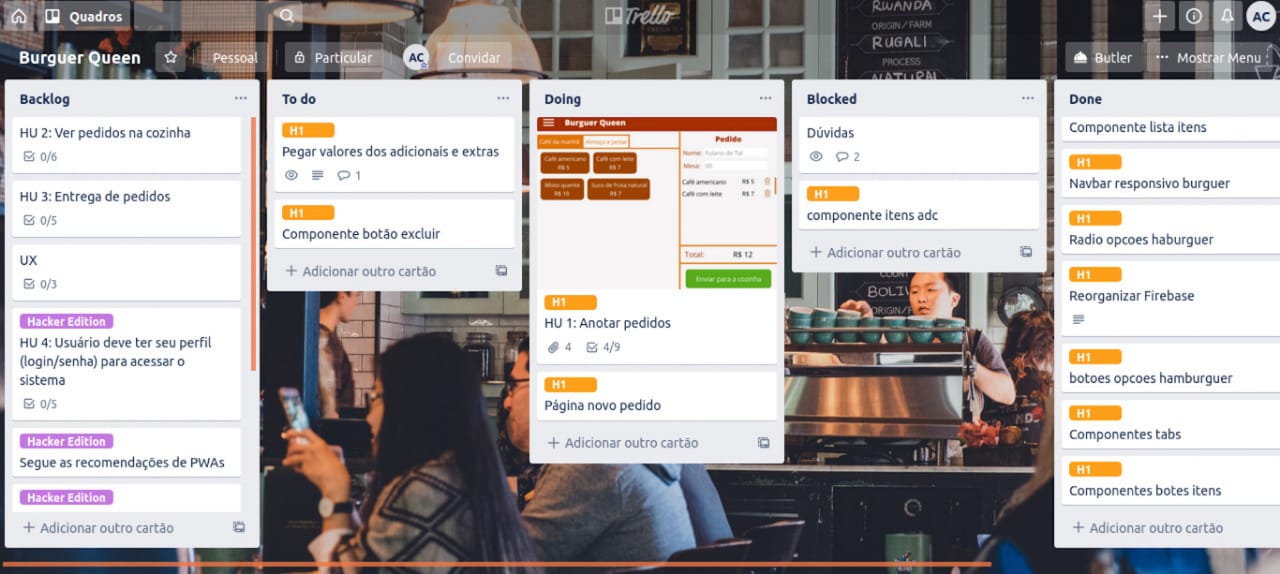 Quadros
Trello
AC
Burguer Queen
Pessoal
Particular
AC
Convidar
Butler
Mostrar Menu
RWANDA
ORIGIN/FARM
RUGALI
PROCESS
NATURAL
Backlog
HU 2: Ver pedidos na cozinha
0/6
HU 3: Entrega de pedidos
0/5
UX
0/3
Hacker Edition
HU 4: Usuário deve ter seu perfil
(login/senha) para acessar o
sistema
0/5
Hacker Edition
Segue as recomendações de PWAs
Hacker Edition
+ Adicionar outro cartão
To do
H1
Pegar valores dos adicionais e extras
1
H1
Componente botão excluir
+ Adicionar outro cartão
Doing
Burguer Queen
Café da manhã
Almoço e jantar
Café americano
R$ 5
Café com leite
R$ 7
Misto quente
R$ 10
Suco de fruta natural
R$ 7
Pedido
Nome: Fulano de Tal
Mesa: 00
Café americano R$ 5
Café com leite R$ 7
Total: R$ 12
Enviar para a cozinha
H1
HU 1: Anotar pedidos
4 4/9
H1
Página novo pedido
+ Adicionar outro cartão
Blocked
Dúvidas
2
H1
componente itens adc
+ Adicionar outro cartão
COUNT
BOLIV
ORIGIN/F
Done
Componente lista itens
H1
Navbar responsivo burguer
H1
Radio opcoes haburguer
H1
Reorganizar Firebase
H1
botoes opcoes hamburguer
H1
Componentes tabs
H1
Componentes botes itens
+ Adicionar outro cartão